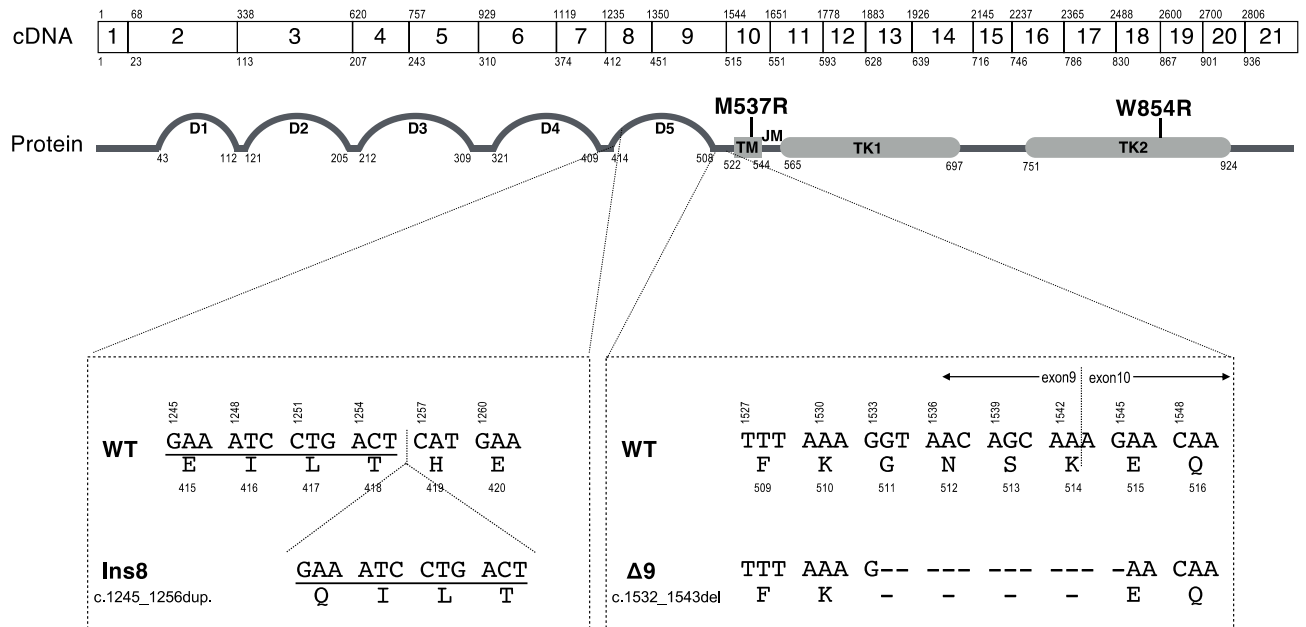 1 68 338 620 757 929 1119 1235 1350 1544 1651 1778 1883 1926 2145 2237 2365 2488 2600 2700 2806
cDNA 1 2 3 4 5 6 7 8 9 10 11 12 13 14 15 16 17 18 19 20 21
1 23 113 207 243 310 374 412 451 515 551 593 628 639 716 746 786 830 867 901 936
M537R W854R
D1 D2 D3 D4 D5 JM
Protein TM TK1 TK2
43 112 121 205 212 309 321 409 414 508 522 544 565 697 751 924
exon9 exon10
1245 1248 1251 1254 1257 1260
WT GAA ATC CTG ACT CAT GAA
E I L T H E
415 416 417 418 419 420
Ins8 GAA ATC CTG ACT
c.1245_1256dup. Q I L T
1527 1530 1533 1536 1539 1542 1545 1548
WT TTT AAA GGT AAC AGC AAA GAA CAA
F K G N S K E Q
509 510 511 512 513 514 515 516
Δ9 TTT AAA G-- --- --- --- -AA CAA
c.1532_1543del F K - - - - E Q